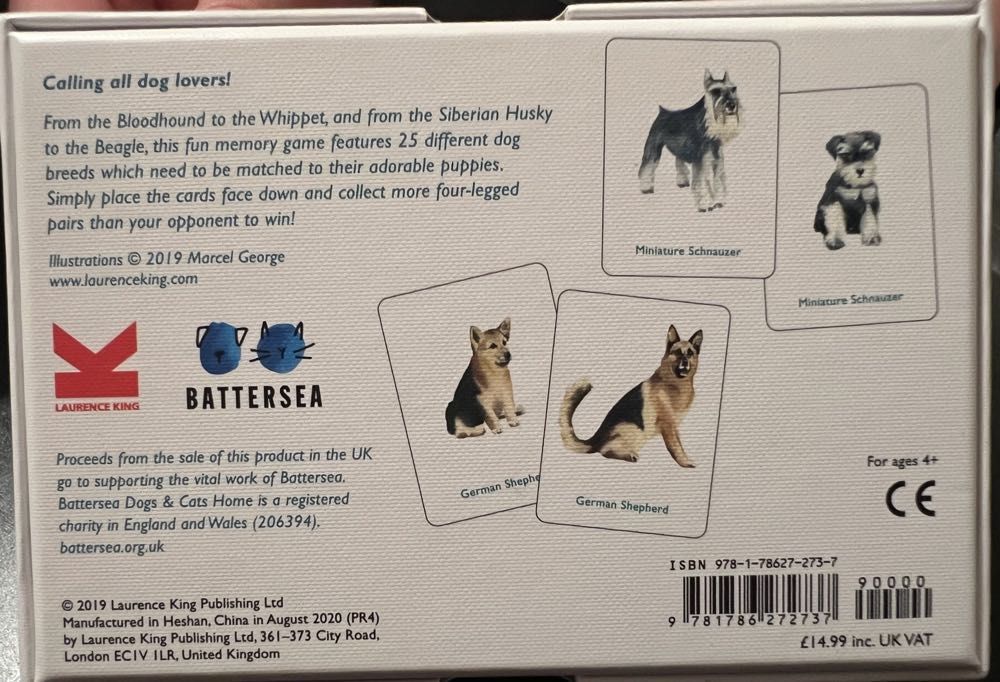 Calling all dog lovers!
From the Bloodhound to the Whippet, and from the Siberian Husky
to the Beagle, this fun memory game features 25 different dog
breeds which need to be matched to their adorable puppies.
Simply place the cards face down and collect more four-legged
pairs than your opponent to win!
Illustrations © 2019 Marcel George
www.laurenceking.com
LAURENCE KING
BATTERSEA
Proceeds from the sale of this product in the UK
go to supporting the vital work of Battersea.
Battersea Dogs & Cats Home is a registered
charity in England and Wales (206394).
battersea.org.uk
© 2019 Laurence King Publishing Ltd
Manufactured in Heshan, China in August 2020 (PR4)
by Laurence King Publishing Ltd, 361–373 City Road,
London EC1V 1LR, United Kingdom
Miniature Schnauzer
Miniature Schnauzer
German Shephe
German Shepherd
For ages 4+
CE
ISBN 978-1-78627-273-7
90000
9 781786 272737
£14.99 inc. UK VAT